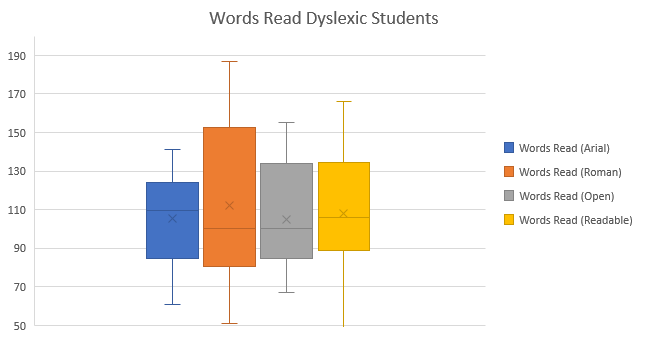 Words Read Dyslexic Students
190
170
150
130
110
90
70
50
Words Read (Arial)
Words Read (Roman)
Words Read (Open)
Words Read (Readable)